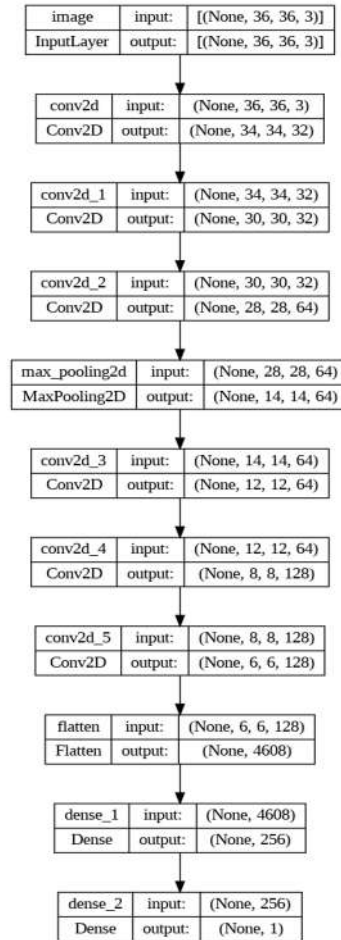 image input: [(None, 36, 36, 3)]
InputLayer output: [(None, 36, 36, 3)]
conv2d input: (None, 36, 36, 3)
Conv2D output: (None, 34, 34, 32)
conv2d_1 input: (None, 34, 34, 32)
Conv2D output: (None, 30, 30, 32)
conv2d_2 input: (None, 30, 30, 32)
Conv2D output: (None, 28, 28, 64)
max_pooling2d input: (None, 28, 28, 64)
MaxPooling2D output: (None, 14, 14, 64)
conv2d_3 input: (None, 14, 14, 64)
Conv2D output: (None, 12, 12, 64)
conv2d_4 input: (None, 12, 12, 64)
Conv2D output: (None, 8, 8, 128)
conv2d_5 input: (None, 8, 8, 128)
Conv2D output: (None, 6, 6, 128)
flatten input: (None, 6, 6, 128)
Flatten output: (None, 4608)
dense_1 input: (None, 4608)
Dense output: (None, 256)
dense_2 input: (None, 256)
Dense output: (None, 1)